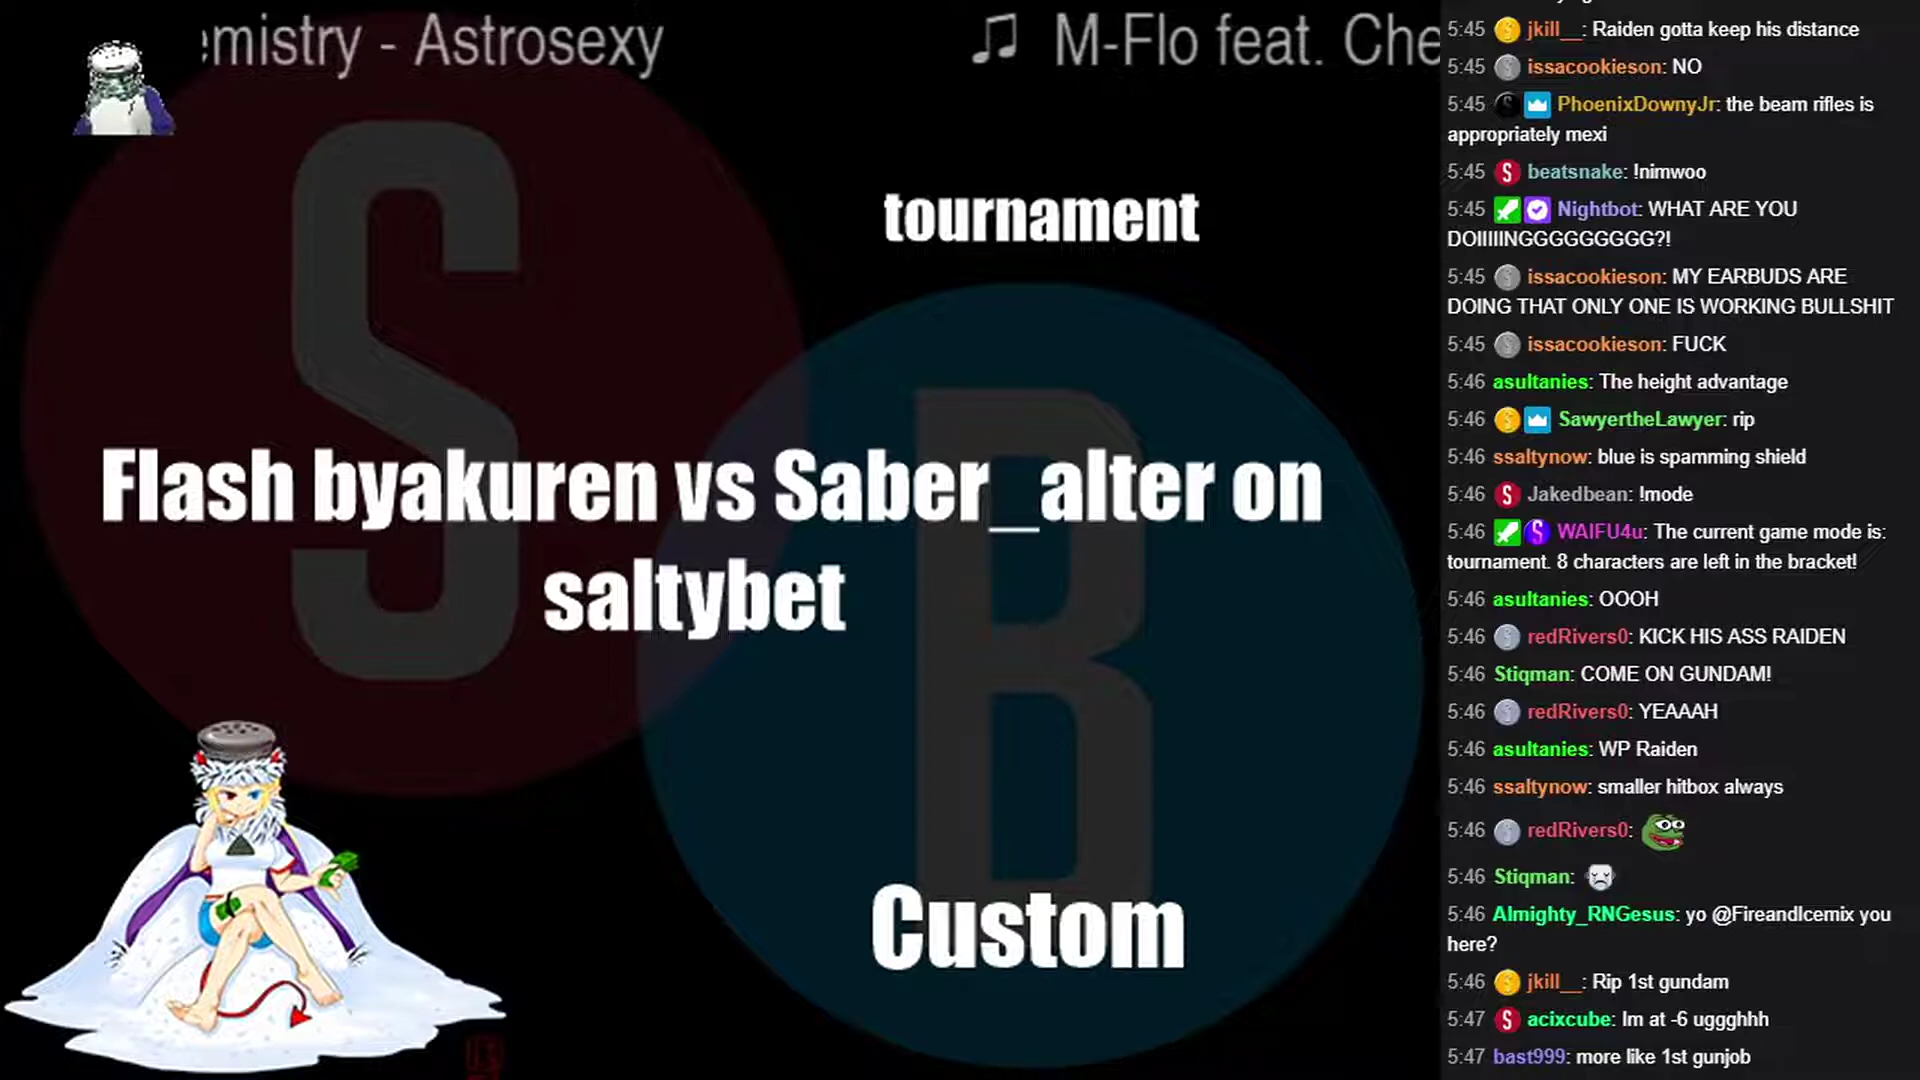 emistry - Astrosexy
♫ M-Flo feat. Che
S
tournament
Flash byakuren vs Saber_alter on
saltybet
B
Custom
5:45 jkill__: Raiden gotta keep his distance
5:45 issacookieson: NO
5:45 PhoenixDownyJr: the beam rifles is
appropriately mexi
5:45 beatsnake: !nimwoo
5:45 Nightbot: WHAT ARE YOU
DOIIIIINGGGGGGGGG?!
5:45 issacookieson: MY EARBUDS ARE
DOING THAT ONLY ONE IS WORKING BULLSHIT
5:45 issacookieson: FUCK
5:46 asultanies: The height advantage
5:46 SawyertheLawyer: rip
5:46 ssaltynow: blue is spamming shield
5:46 Jakedbean: !mode
5:46 WAIFU4u: The current game mode is:
tournament. 8 characters are left in the bracket!
5:46 asultanies: OOOH
5:46 redRivers0: KICK HIS ASS RAIDEN
5:46 Stiqman: COME ON GUNDAM!
5:46 redRivers0: YEAAAH
5:46 asultanies: WP Raiden
5:46 ssaltynow: smaller hitbox always
5:46 redRivers0:
5:46 Stiqman:
5:46 Almighty_RNGesus: yo @FireandIcemix you
here?
5:46 jkill__: Rip 1st gundam
5:47 acixcube: Im at -6 uggghhh
5:47 bast999: more like 1st gunjob